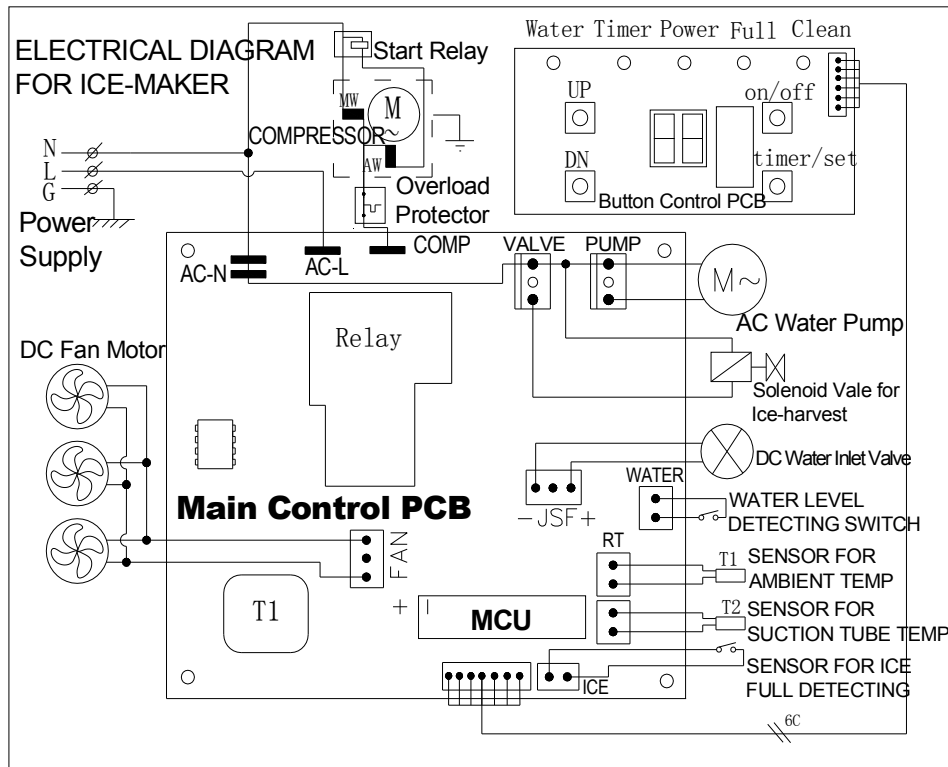 ELECTRICAL DIAGRAM
FOR ICE-MAKER
Start Relay
Water Timer Power Full Clean
UP
on/off
DN
timer/set
Button Control PCB
M
~
MW
COMPRESSOR
AW
N
L
G
Power
Supply
Overload
Protector
AC-N
AC-L
COMP
VALVE
PUMP
M~
AC Water Pump
Relay
DC Fan Motor
Solenoid Vale for
Ice-harvest
DC Water Inlet Valve
Main Control PCB
-JSF+
WATER
WATER LEVEL
DETECTING SWITCH
FAN
RT
T1
SENSOR FOR
AMBIENT TEMP
T1
+
MCU
T2
SENSOR FOR
SUCTION TUBE TEMP
ICE
SENSOR FOR ICE
FULL DETECTING
6C